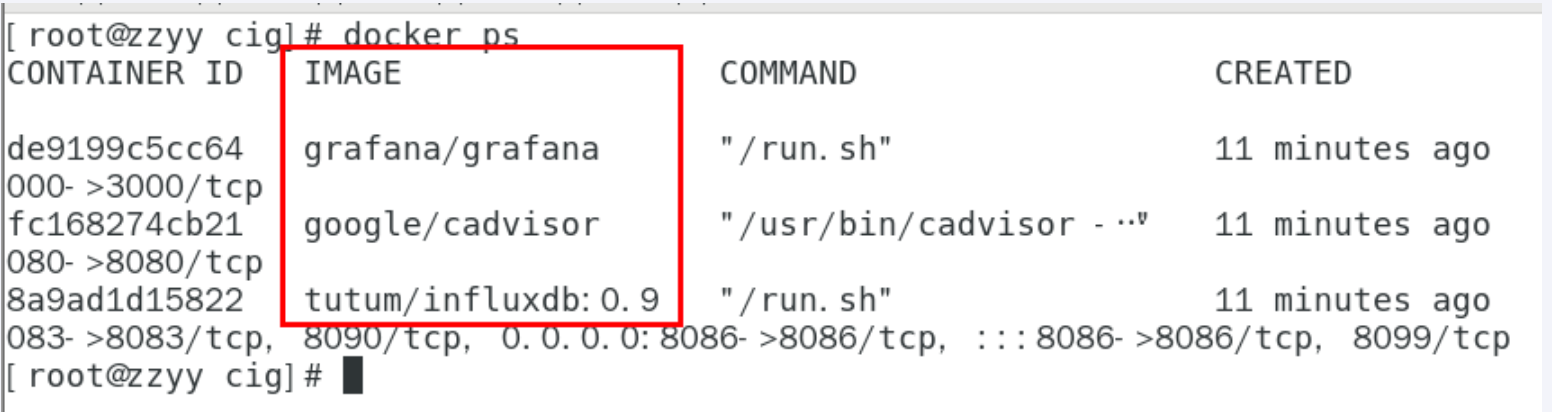 [root@zzyy cig]# docker ps
CONTAINER ID   IMAGE   COMMAND   CREATED
de9199c5cc64   grafana/grafana   "/run.sh"   11 minutes ago
000->3000/tcp
fc168274cb21   google/cadvisor   "/usr/bin/cadvisor -…"   11 minutes ago
080->8080/tcp
8a9ad1d15822   tutum/influxdb:0.9   "/run.sh"   11 minutes ago
083->8083/tcp, 8090/tcp, 0.0.0.0:8086->8086/tcp, :::8086->8086/tcp, 8099/tcp
[root@zzyy cig]#